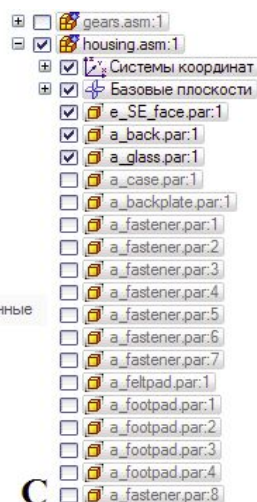 gears.asm:1
housing.asm:1
Системы координат
Базовые плоскости
e_SE_face.par:1
a_back.par:1
a_glass.par:1
a_case.par:1
a_backplate.par:1
a_fastener.par:1
a_fastener.par:2
a_fastener.par:3
a_fastener.par:4
нные
a_fastener.par:5
a_fastener.par:6
a_fastener.par:7
a_feltpad.par:1
a_footpad.par:1
a_footpad.par:2
a_footpad.par:3
a_footpad.par:4
C a_fastener.par:8